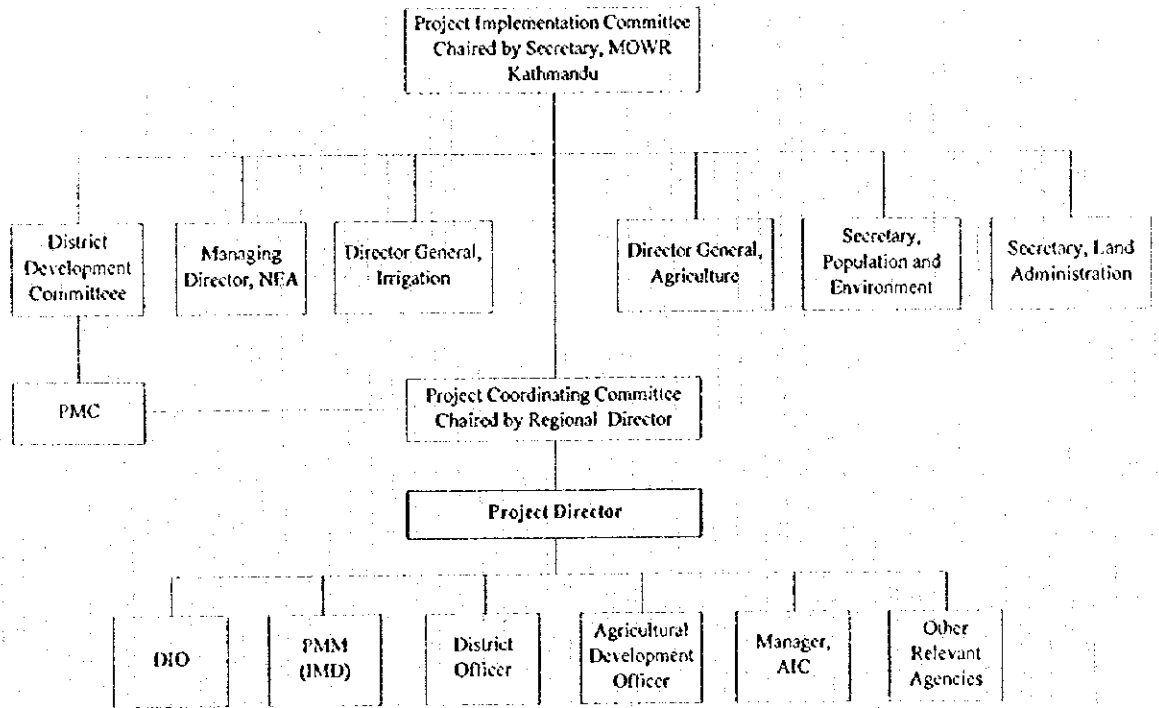 Project Implementation Committee
Chaired by Secretary, MOWR
Kathmandu
District
Development
Committeee
Managing
Director, NEA
Director General,
Irrigation
Director General,
Agriculture
Secretary,
Population and
Environment
Secretary, Land
Administration
PMC
Project Coordinating Committee
Chaired by Regional Director
Project Director
DIO
PMM
(IMD)
District
Officer
Agricultural
Development
Officer
Manager,
AIC
Other
Relevant
Agencies